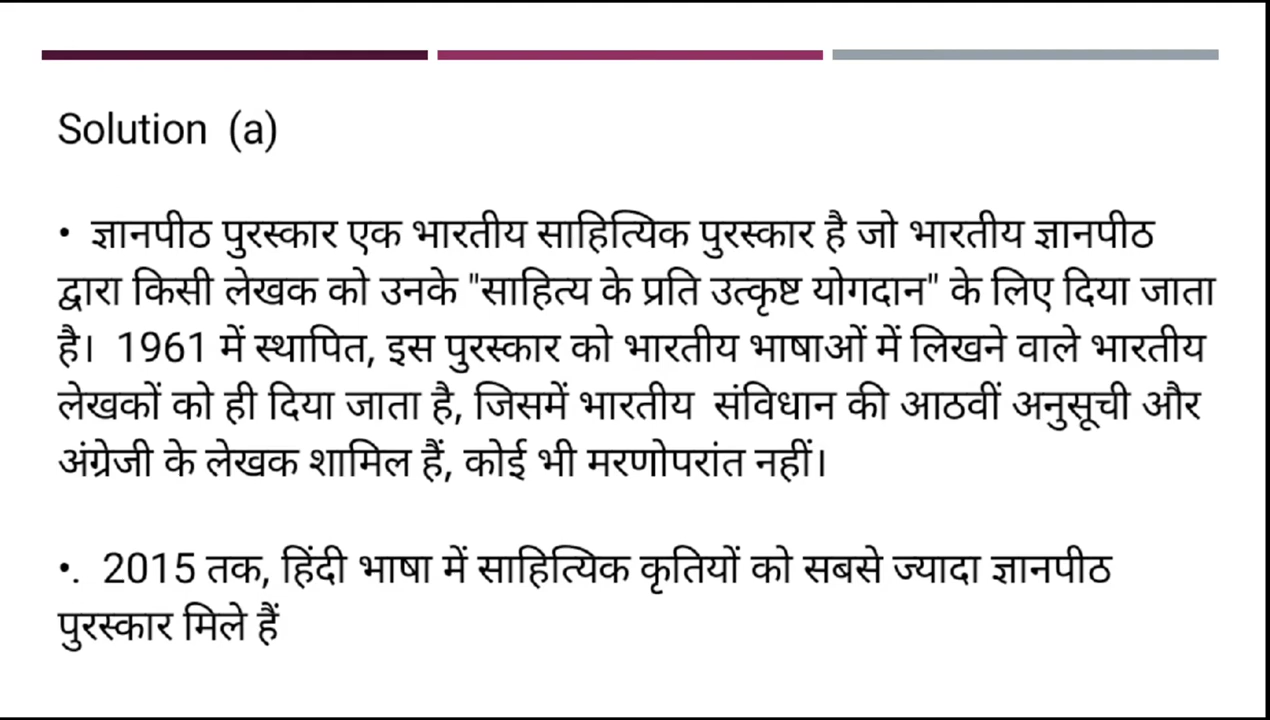 Solution (a)
• ज्ञानपीठ पुरस्कार एक भारतीय साहित्यिक पुरस्कार है जो भारतीय ज्ञानपीठ
द्वारा किसी लेखक को उनके "साहित्य के प्रति उत्कृष्ट योगदान" के लिए दिया जाता
है। 1961 में स्थापित, इस पुरस्कार को भारतीय भाषाओं में लिखने वाले भारतीय
लेखकों को ही दिया जाता है, जिसमें भारतीय संविधान की आठवीं अनुसूची और
अंग्रेजी के लेखक शामिल हैं, कोई भी मरणोपरांत नहीं।
•. 2015 तक, हिंदी भाषा में साहित्यिक कृतियों को सबसे ज्यादा ज्ञानपीठ
पुरस्कार मिले हैं